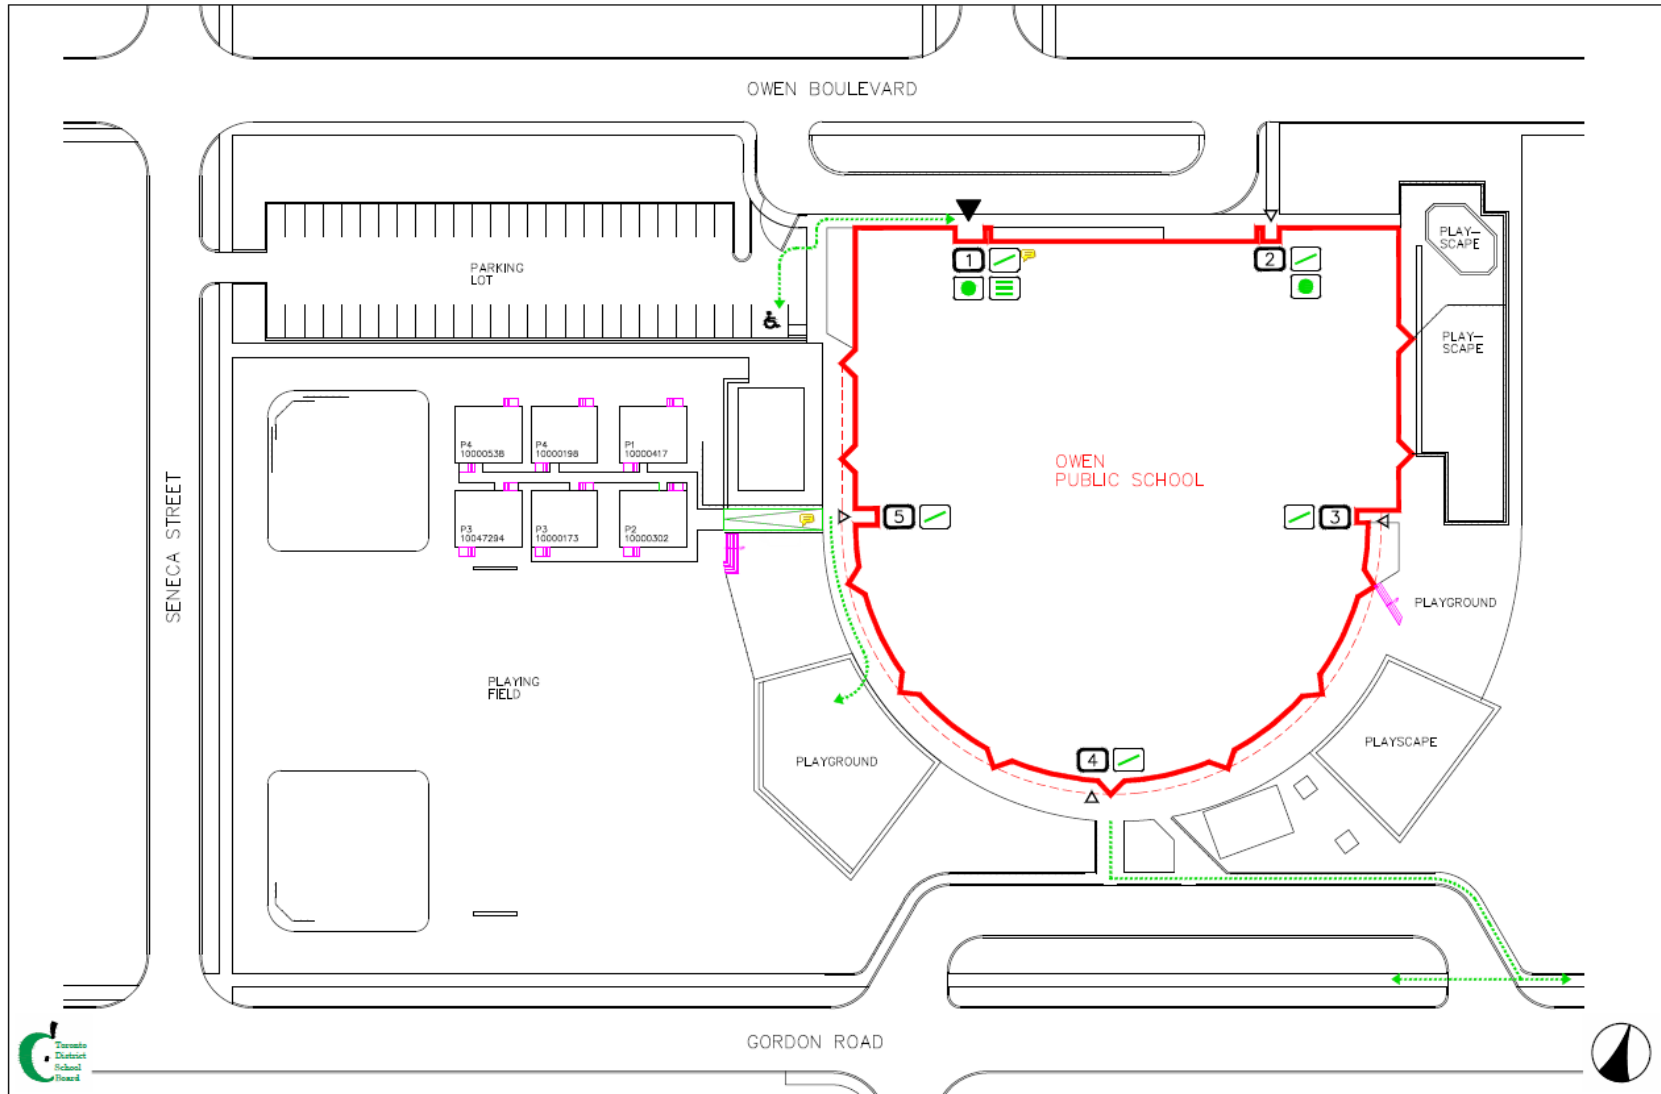 OWEN BOULEVARD
PARKING
LOT
1
2
PLAY-
SCAPE
PLAY-
SCAPE
P4
10000538
P4
10000198
P1
10000417
P3
10047294
P3
10000173
P2
10000302
OWEN
PUBLIC SCHOOL
5
3
SENECA STREET
PLAYGROUND
PLAYING
FIELD
PLAYGROUND
4
PLAYSCAPE
Toronto
District
School
Board
GORDON ROAD